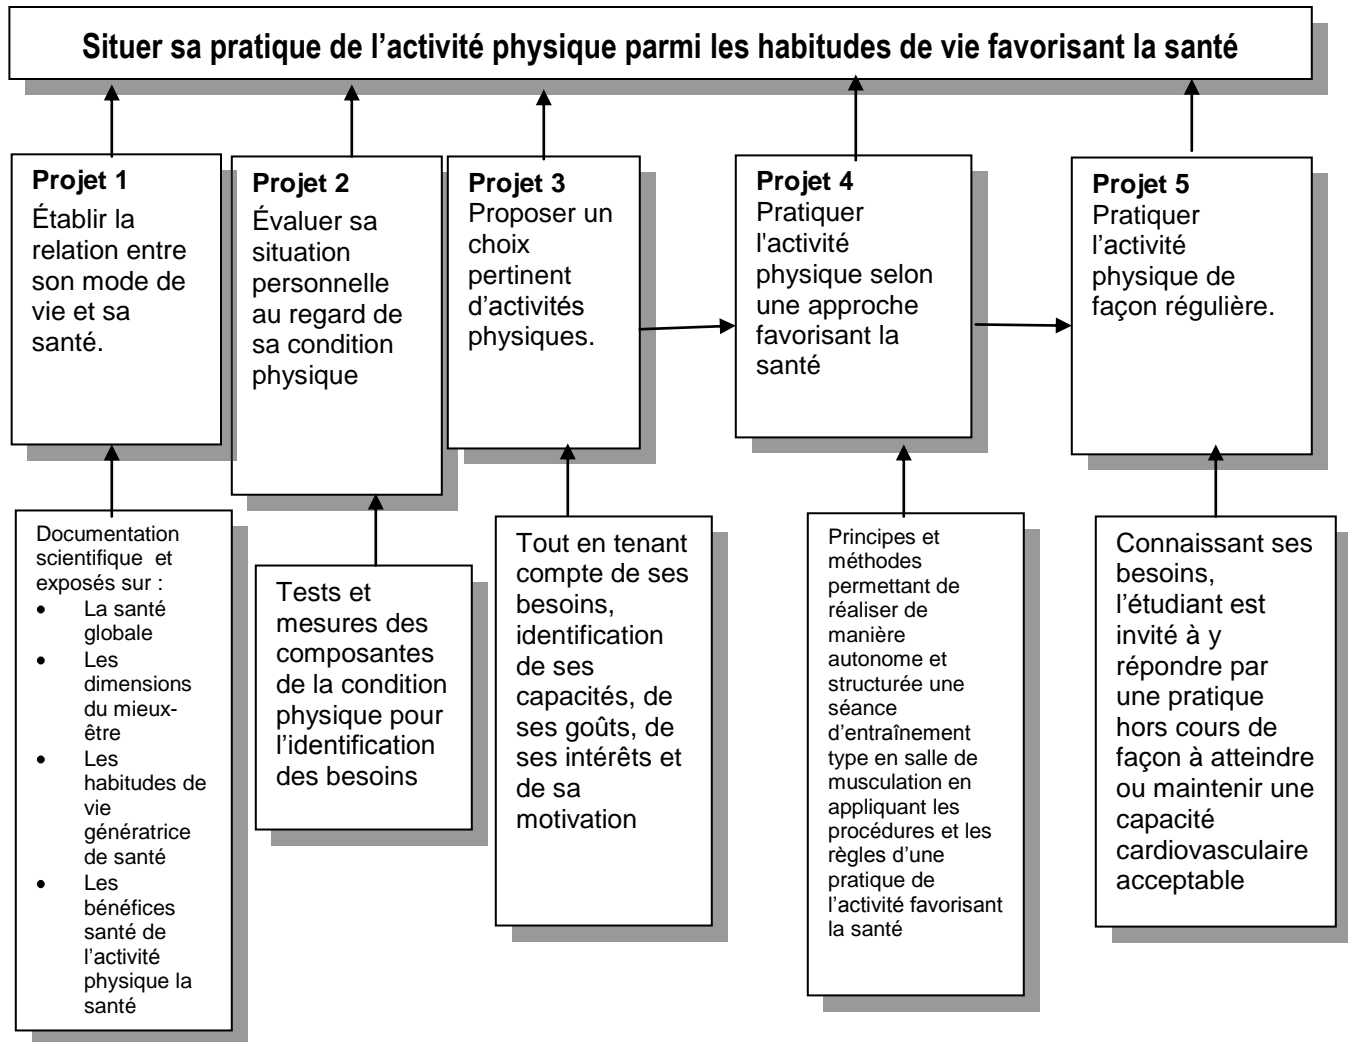 Situer sa pratique de l’activité physique parmi les habitudes de vie favorisant la santé
Projet 1
Établir la
relation entre
son mode de
vie et sa
santé.
Projet 2
Évaluer sa
situation
personnelle
au regard de
sa condition
physique
Projet 3
Proposer un
choix
pertinent
d’activités
physiques.
Projet 4
Pratiquer
l'activité
physique selon
une approche
favorisant la
santé
Projet 5
Pratiquer
l’activité
physique de
façon régulière.
Documentation
scientifique et
exposés sur :
• La santé
globale
• Les
dimensions
du mieux-
être
• Les
habitudes de
vie
génératrice
de santé
• Les
bénéfices
santé de
l’activité
physique la
santé
Tests et
mesures des
composantes
de la condition
physique pour
l’identification
des besoins
Tout en tenant
compte de ses
besoins,
identification
de ses
capacités, de
ses goûts, de
ses intérêts et
de sa
motivation
Principes et
méthodes
permettant de
réaliser de
manière
autonome et
structurée une
séance
d’entraînement
type en salle de
musculation en
appliquant les
procédures et les
règles d’une
pratique de
l’activité favorisant
la santé
Connaissant ses
besoins,
l’étudiant est
invité à y
répondre par
une pratique
hors cours de
façon à atteindre
ou maintenir une
capacité
cardiovasculaire
acceptable